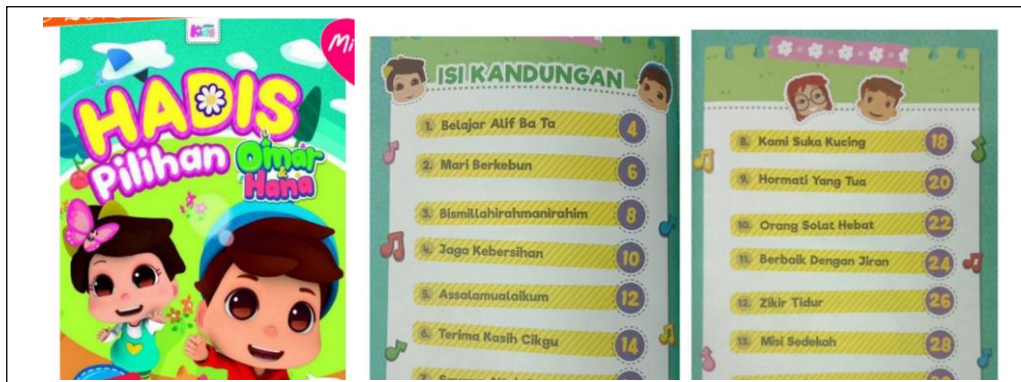 HADIS
Pilihan Omar
&
Hana
ISI KANDUNGAN
1. Belajar Alif Ba Ta 4
2. Mari Berkebun 6
3. Bismillahirahmanirahim 8
4. Jaga Kebersihan 10
5. Assalamualaikum 12
6. Terima Kasih Cikgu 14
8. Kami Suka Kucing 18
9. Hormati Yang Tua 20
10. Orang Solat Hebat 22
11. Berbaik Dengan Jiran 24
12. Zikir Tidur 26
13. Misi Sedekah 28